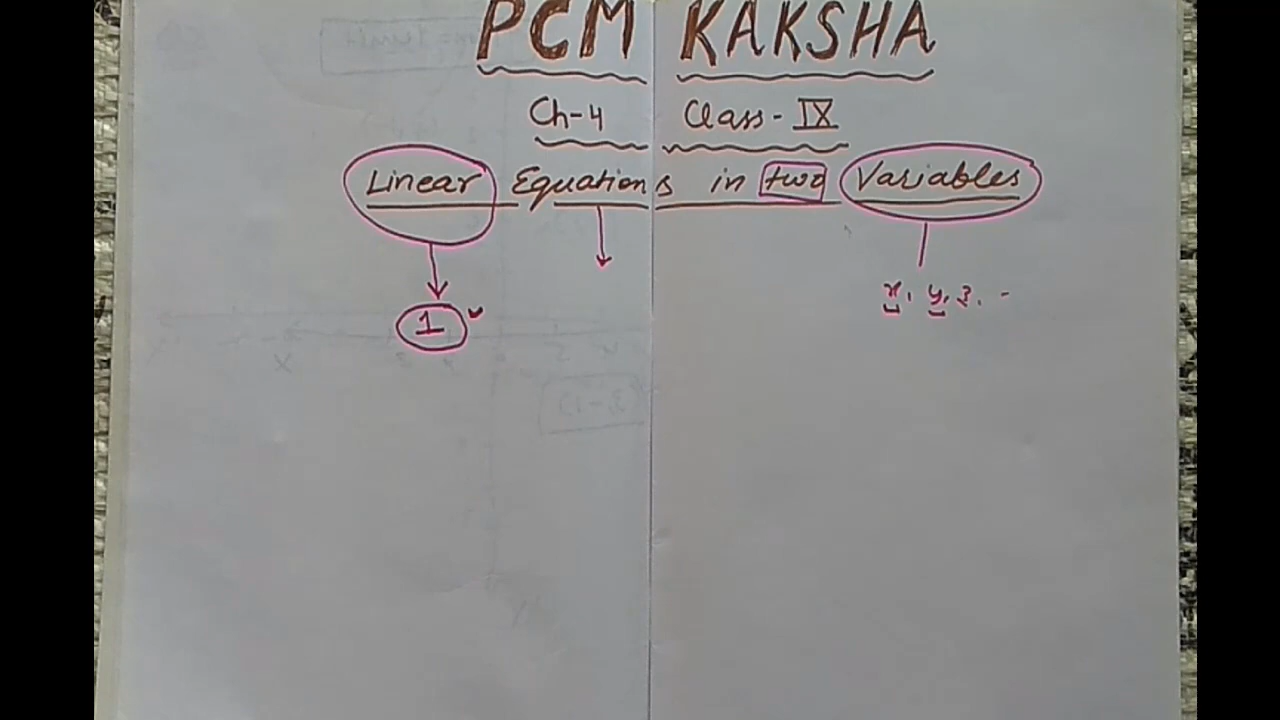 PCM KAKSHA
Ch-4 Class-IX
Linear Equations in two Variables
x, y, z, -
1